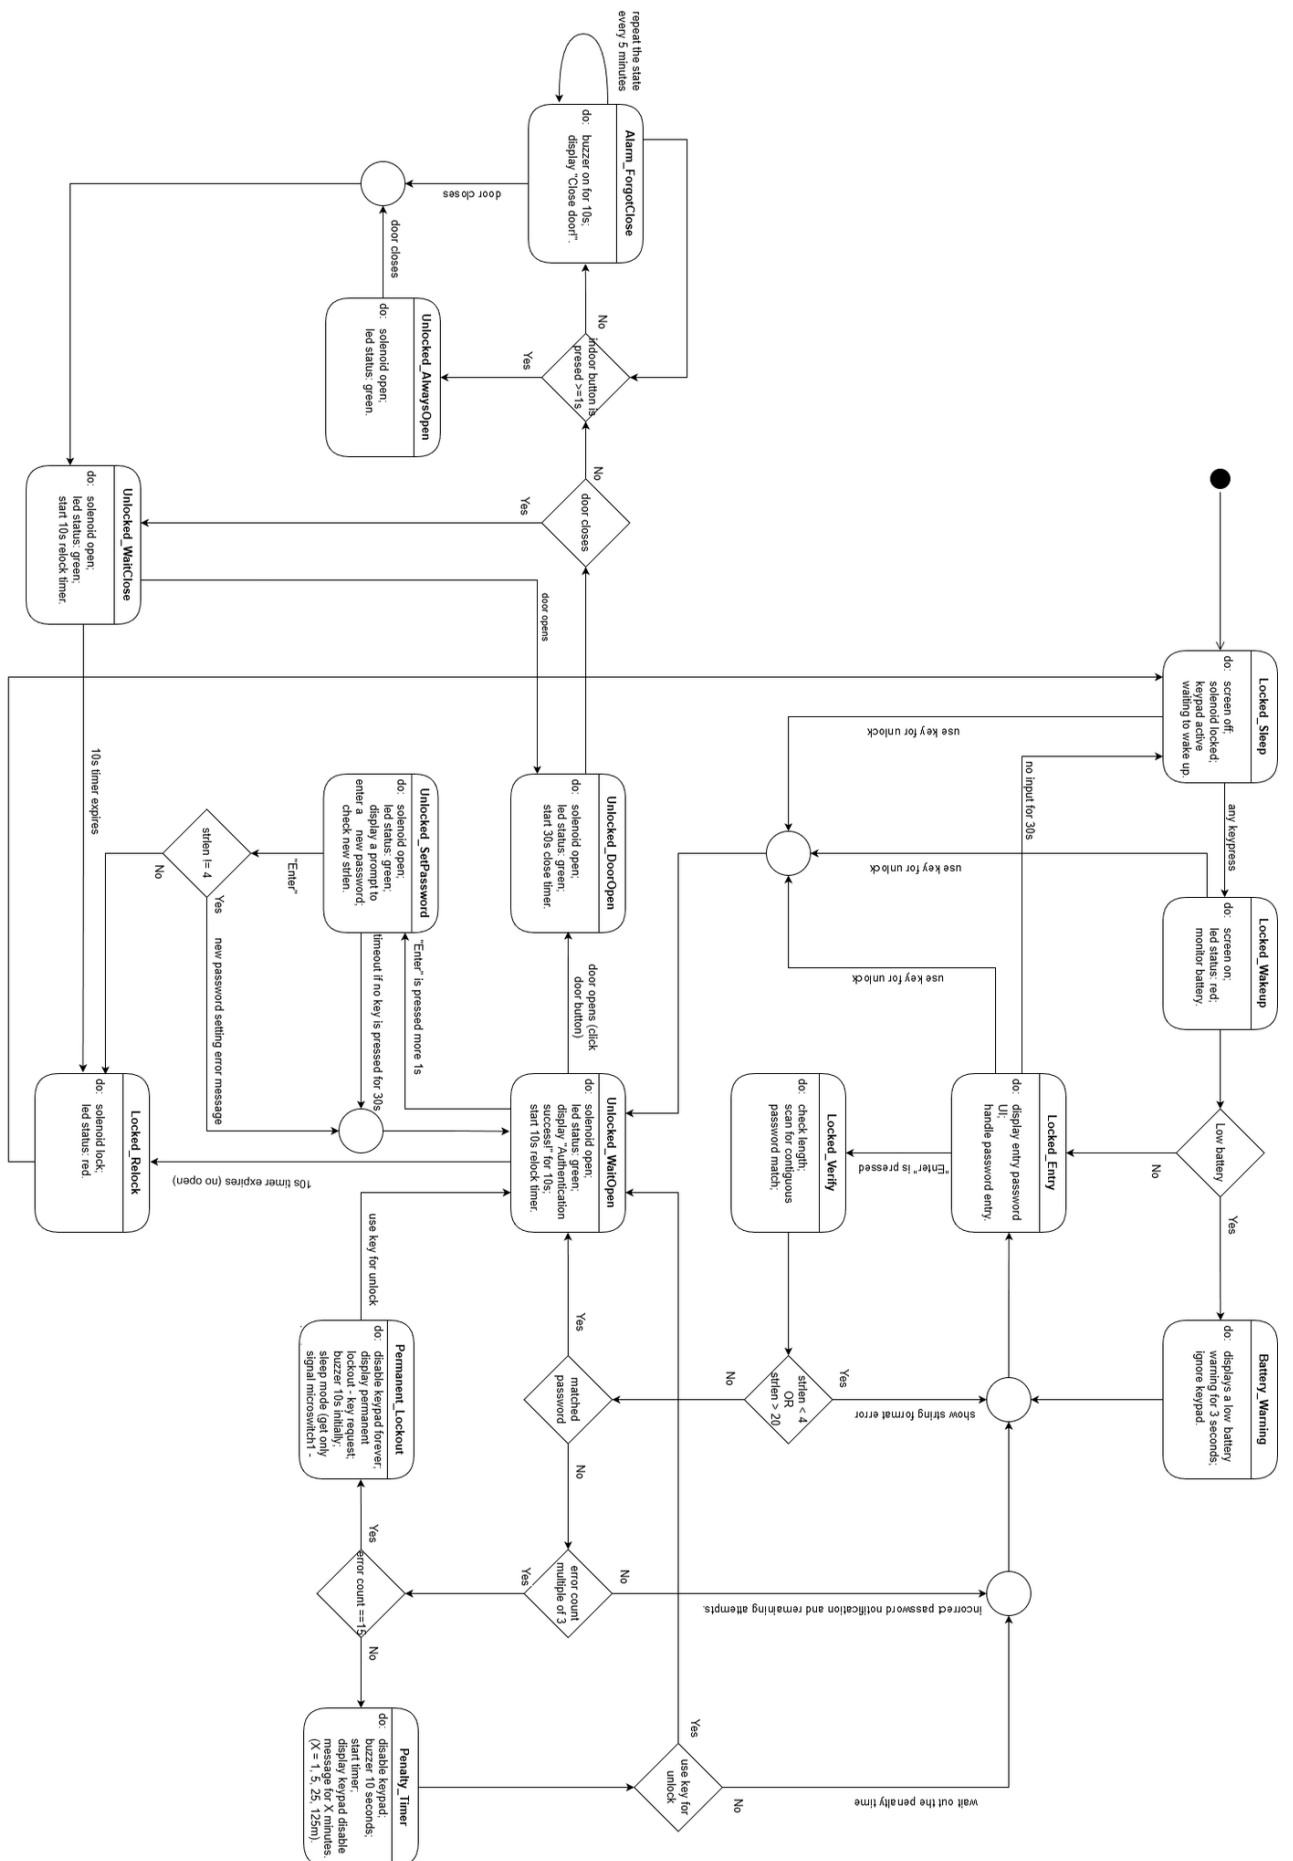 Locked_Sleep
do: screen off;
solenoid locked;
keypad active
waiting to wake up.
any keypress
use key for unlock
no input for 30s
Locked_Wakeup
do: screen on;
led status: red;
monitor battery.
use key for unlock
Low battery
Yes
No
Battery_Warning
do: displays a low battery
warning for 3 seconds;
ignore keypad.
Locked_Entry
do: display entry password
UI;
handle password entry.
use key for unlock
"Enter" is pressed
Locked_Verify
do: check length;
scan for contiguous
password match;
strlen < 4
OR
strlen > 20
Yes
show string format error
No
matched
password
Yes
No
error count
multiple of 3
No
incorrect password notification and remaining attempts.
Yes
error count ==15
Yes
No
Penalty_Timer
do: disable keypad;
buzzer 10 seconds;
start timer;
display keypad disable
message for X minutes.
(X = 1, 5, 25, 125m).
use key for
unlock
Yes
No
wait out the penalty time
Permanent_Lockout
do: disable keypad forever;
display permanent
lockout - key request;
buzzer 10s initially;
sleep mode (get only
signal microswitch1 -
use key for unlock
Unlocked_WaitOpen
do: solenoid open;
led status: green;
display "Authentication
success!" for 10s;
start 10s relock timer.
door opens (click
door button)
"Enter" is pressed more 1s
10s timer expires (no open)
Unlocked_DoorOpen
do: solenoid open;
led status: green;
start 30s close timer.
Unlocked_SetPassword
do: solenoid open;
led status: green;
display a prompt to
enter a new password;
check new strlen.
timeout if no key is pressed for 30s
"Enter"
strlen != 4
Yes
new password setting error message
No
Locked_Relock
do: solenoid lock;
led status: red.
door closes
No
Yes
door opens
indoor button is
presed >=1s
No
Yes
Alarm_ForgotClose
do: buzzer on for 10s;
display "Close door!".
repeat the state
every 5 minutes
door closes
Unlocked_AlwaysOpen
do: solenoid open;
led status: green.
door closes
Unlocked_WaitClose
do: solenoid open;
led status: green;
start 10s relock timer.
10s timer expires